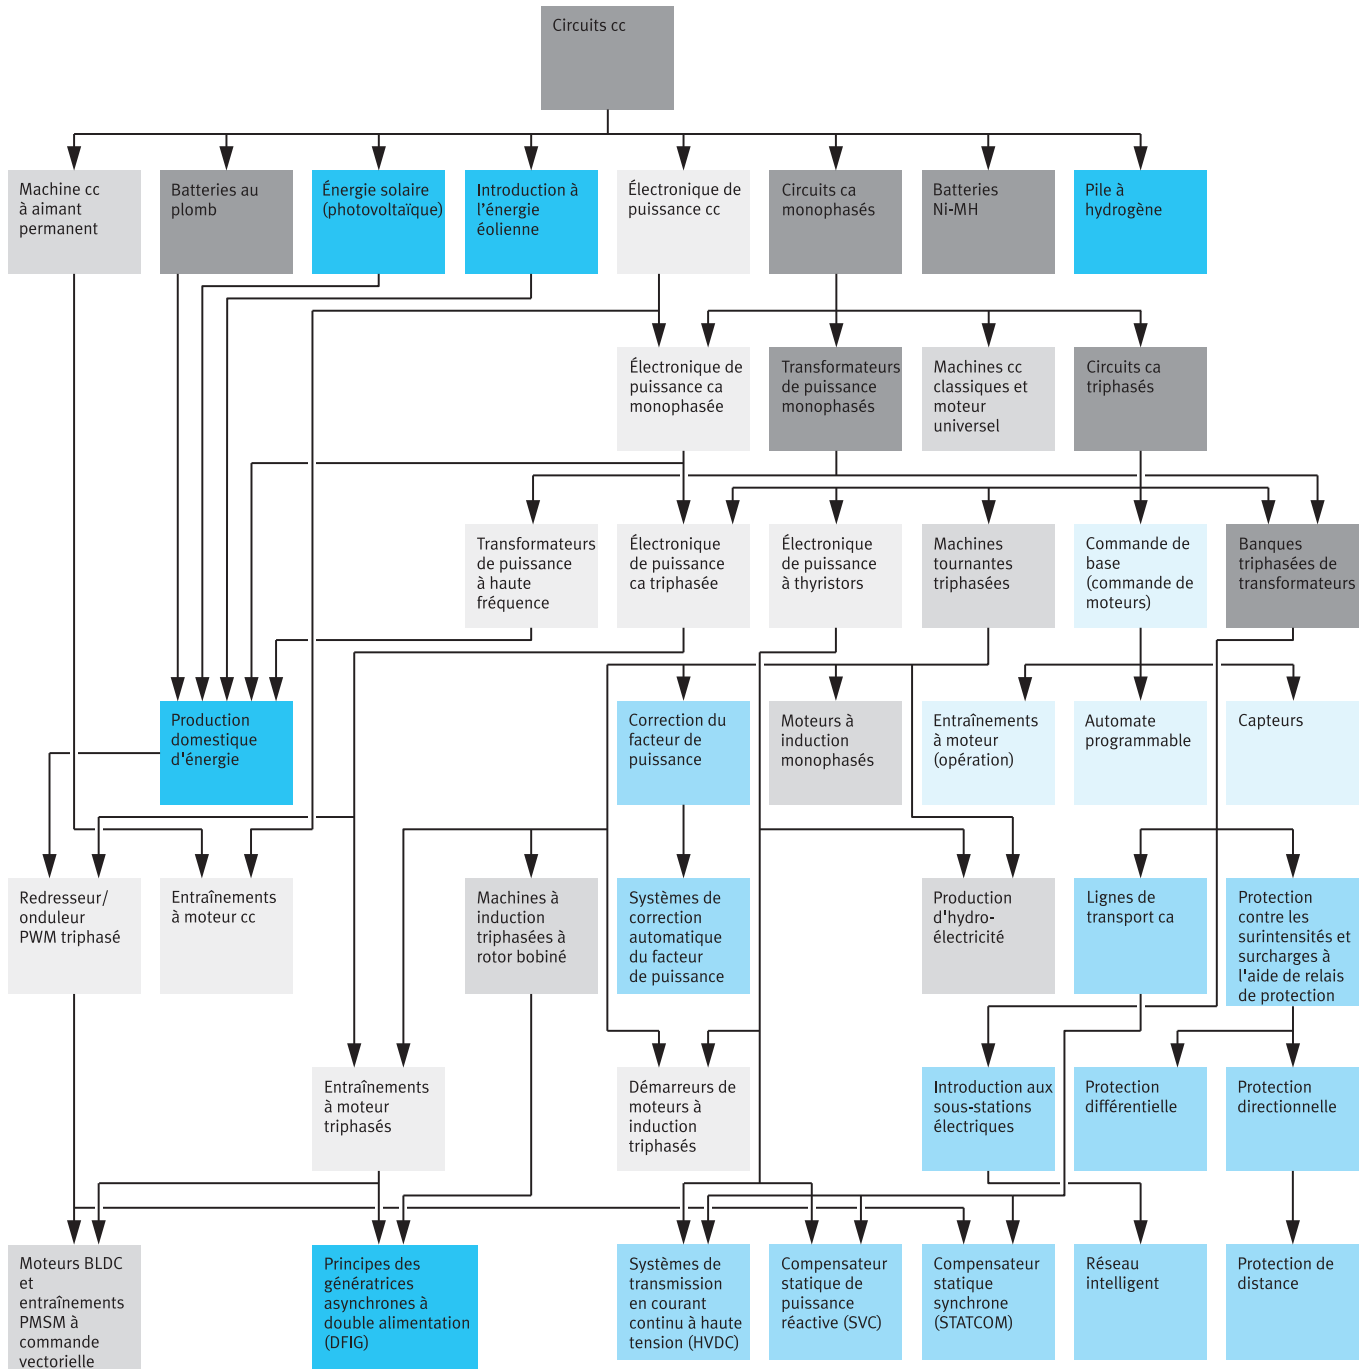 Circuits cc
Machine cc
à aimant
permanent
Batteries au
plomb
Énergie solaire
(photovoltaïque)
Introduction à
l'énergie
éolienne
Électronique de
puissance cc
Circuits ca
monophasés
Batteries
Ni-MH
Pile à
hydrogène
Électronique de
puissance ca
monophasée
Transformateurs
de puissance
monophasés
Machines cc
classiques et
moteur
universel
Circuits ca
triphasés
Transformateurs
de puissance
à haute
fréquence
Électronique
de puissance
ca triphasée
Électronique
de puissance
à thyristors
Machines
tournantes
triphasées
Commande de
base
(commande de
moteurs)
Banques
triphasées de
transformateurs
Production
domestique
d'énergie
Correction du
facteur de
puissance
Moteurs à
induction
monophasés
Entraînements
à moteur
(opération)
Automate
programmable
Capteurs
Redresseur/
onduleur
PWM triphasé
Entraînements
à moteur cc
Machines à
induction
triphasées à
rotor bobiné
Systèmes de
correction
automatique
du facteur
de puissance
Production
d'hydro-
électricité
Lignes de
transport ca
Protection
contre les
surintensités et
surcharges à
l'aide de relais
de protection
Entraînements
à moteur
triphasés
Démarreurs de
moteurs à
induction
triphasés
Introduction aux
sous-stations
électriques
Protection
différentielle
Protection
directionnelle
Moteurs BLDC
et
entraînements
PMSM à
commande
vectorielle
Principes des
génératrices
asynchrones à
double alimentation
(DFIG)
Systèmes de
transmission
en courant
continu à haute
tension (HVDC)
Compensateur
statique de
puissance
réactive (SVC)
Compensateur
statique
synchrone
(STATCOM)
Réseau
intelligent
Protection de
distance